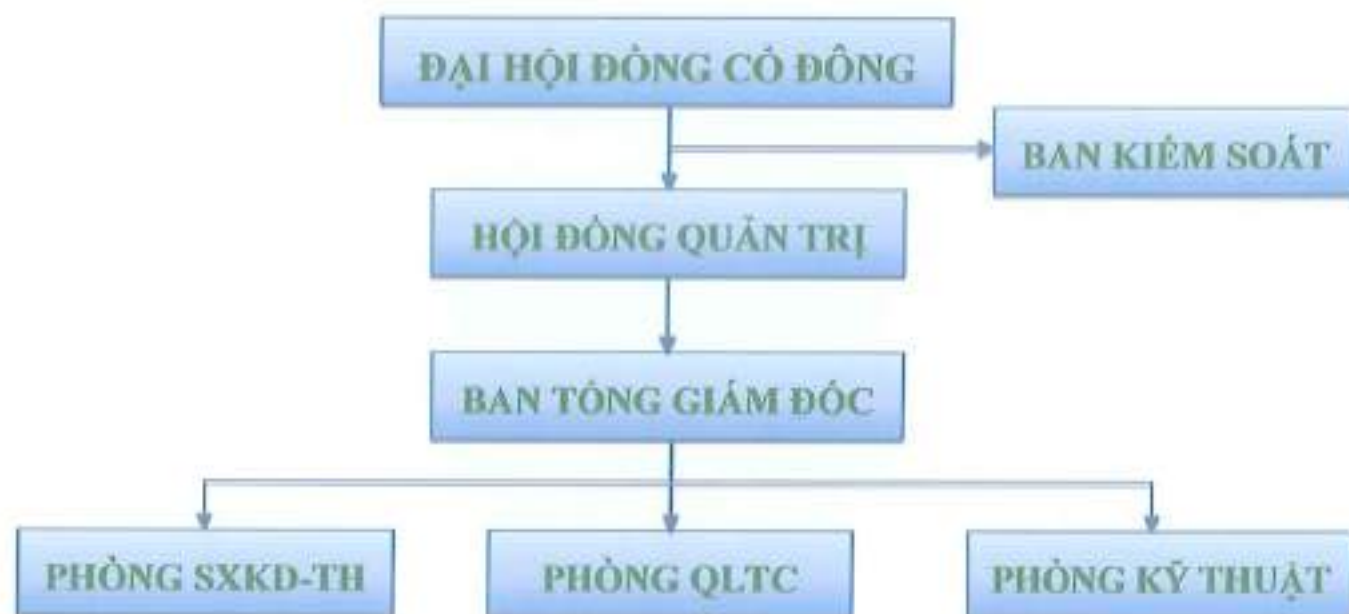 ĐẠI HỘI ĐỒNG CỔ ĐÔNG
BAN KIỂM SOÁT
HỘI ĐỒNG QUẢN TRỊ
BAN TỔNG GIÁM ĐỐC
PHÒNG SXKD-TH
PHÒNG QLTC
PHÒNG KỸ THUẬT